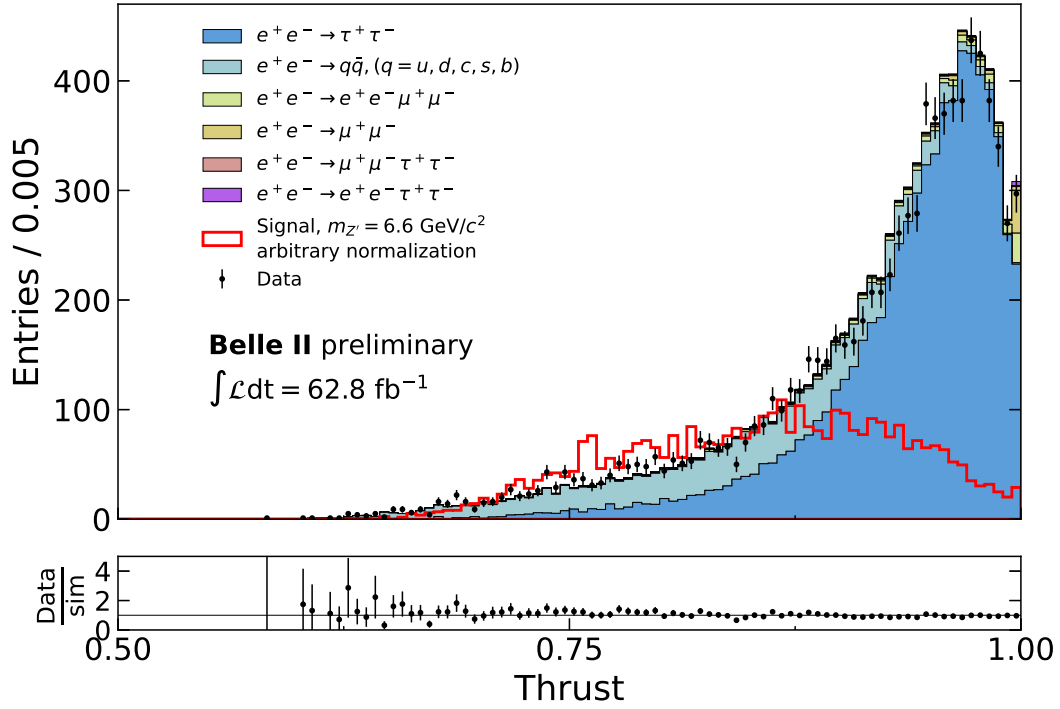 e⁺e⁻ → τ⁺τ⁻
e⁺e⁻ → qq̄, (q = u, d, c, s, b)
e⁺e⁻ → e⁺e⁻μ⁺μ⁻
e⁺e⁻ → μ⁺μ⁻
e⁺e⁻ → μ⁺μ⁻τ⁺τ⁻
e⁺e⁻ → e⁺e⁻τ⁺τ⁻
Signal, m_Z′ = 6.6 GeV/c²
arbitrary normalization
Data
Belle II preliminary
∫ℒdt = 62.8 fb⁻¹
Entries / 0.005
400
300
200
100
0
Data
sim
4
2
0
0.50
0.75
1.00
Thrust